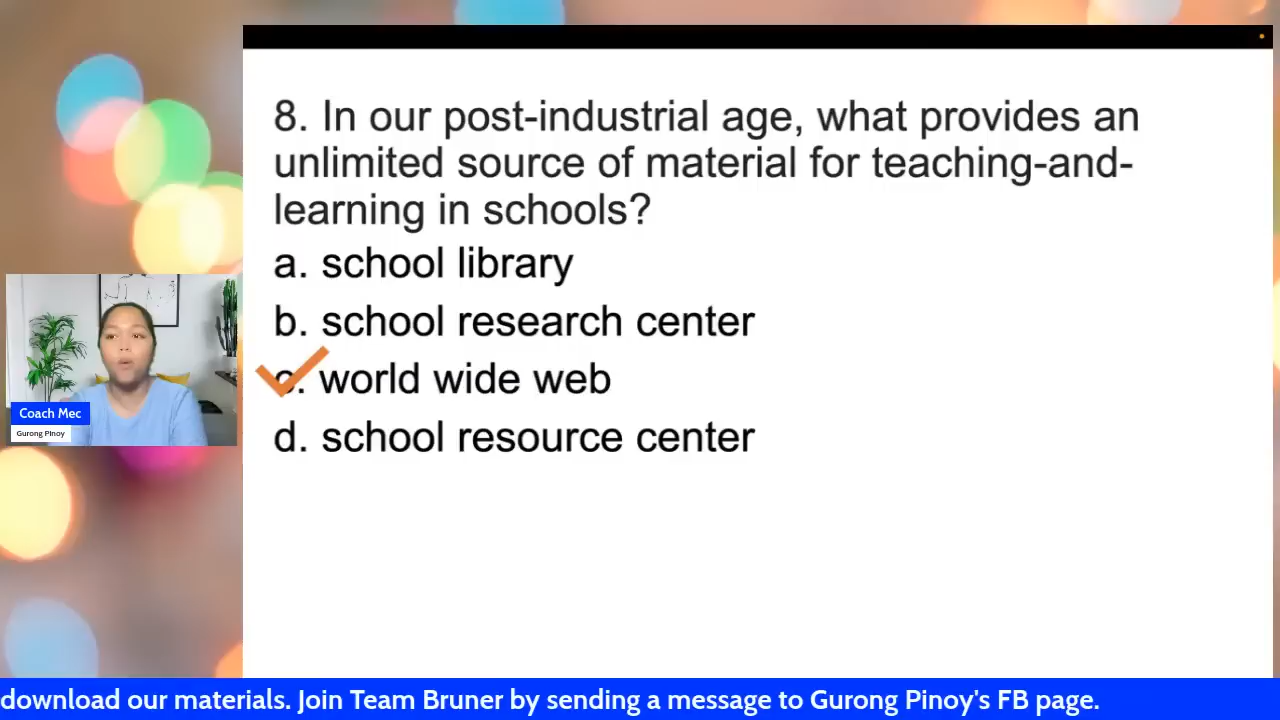 8. In our post-industrial age, what provides an
unlimited source of material for teaching-and-
learning in schools?
a. school library
b. school research center
c. world wide web
d. school resource center
Coach Mec
Gurong Pinoy
download our materials. Join Team Bruner by sending a message to Gurong Pinoy's FB page.